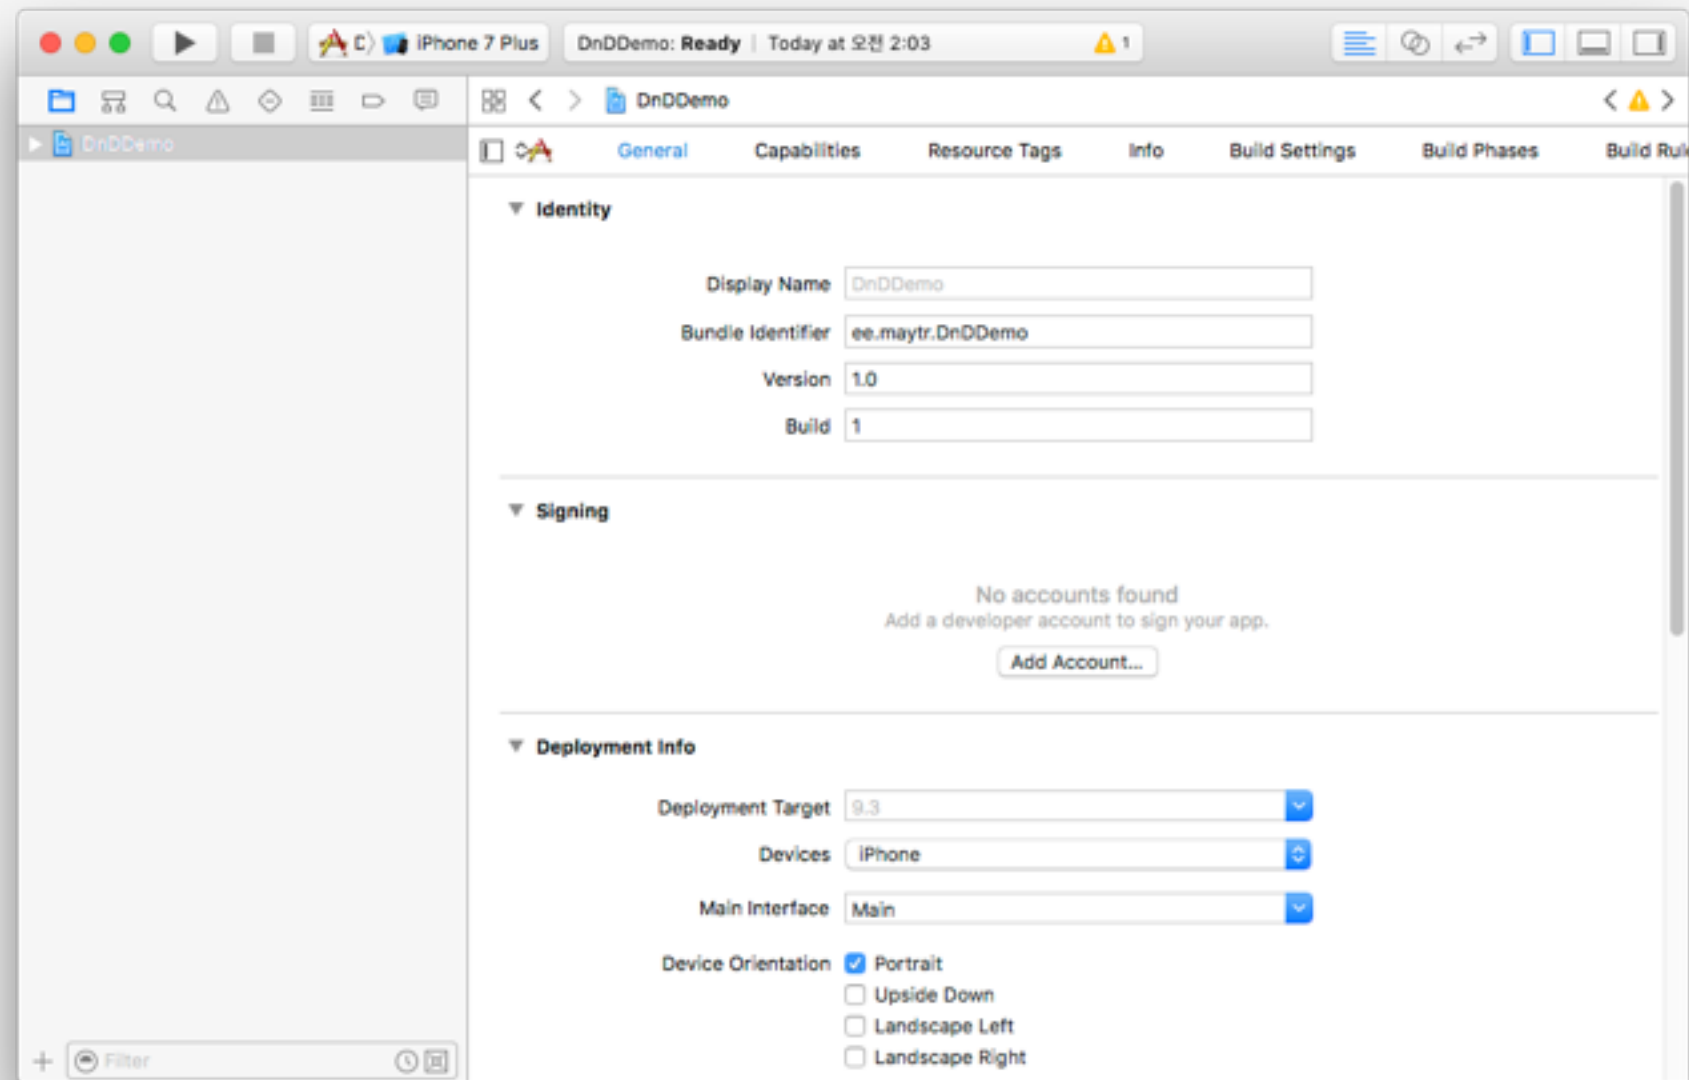 iPhone 7 Plus
DnDDemo: Ready | Today at 오전 2:03
1
DnDDemo
DnDDemo
General Capabilities Resource Tags Info Build Settings Build Phases Build Rul
Identity
Display Name DnDDemo
Bundle Identifier ee.maytr.DnDDemo
Version 1.0
Build 1
Signing
No accounts found
Add a developer account to sign your app.
Add Account...
Deployment Info
Deployment Target 9.3
Devices iPhone
Main Interface Main
Device Orientation Portrait
Upside Down
Landscape Left
Landscape Right
Filter